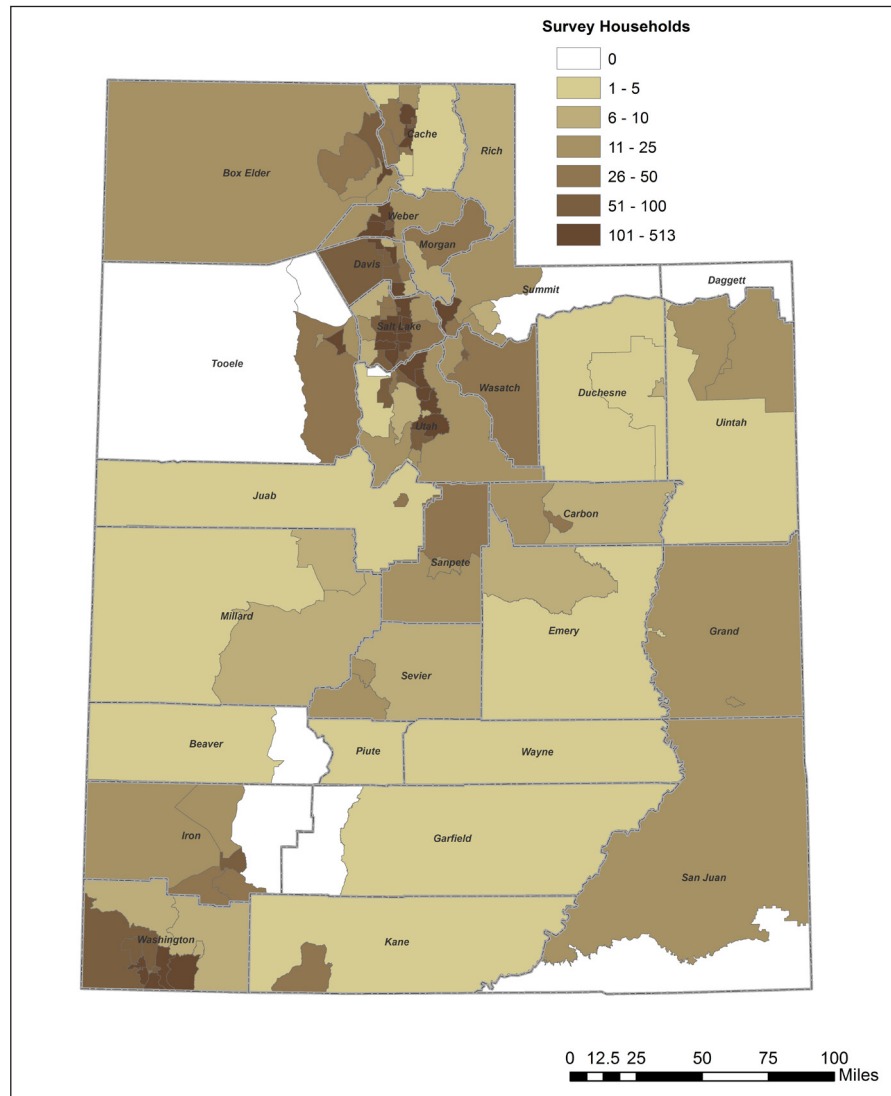 Survey Households
0
1 - 5
6 - 10
11 - 25
26 - 50
51 - 100
101 - 513
Cache
Rich
Box Elder
Weber
Morgan
Davis
Summit
Daggett
Salt Lake
Tooele
Wasatch
Duchesne
Uintah
Utah
Juab
Carbon
Sanpete
Millard
Emery
Grand
Sevier
Beaver
Piute
Wayne
Iron
Garfield
San Juan
Washington
Kane
0 12.5 25 50 75 100
Miles